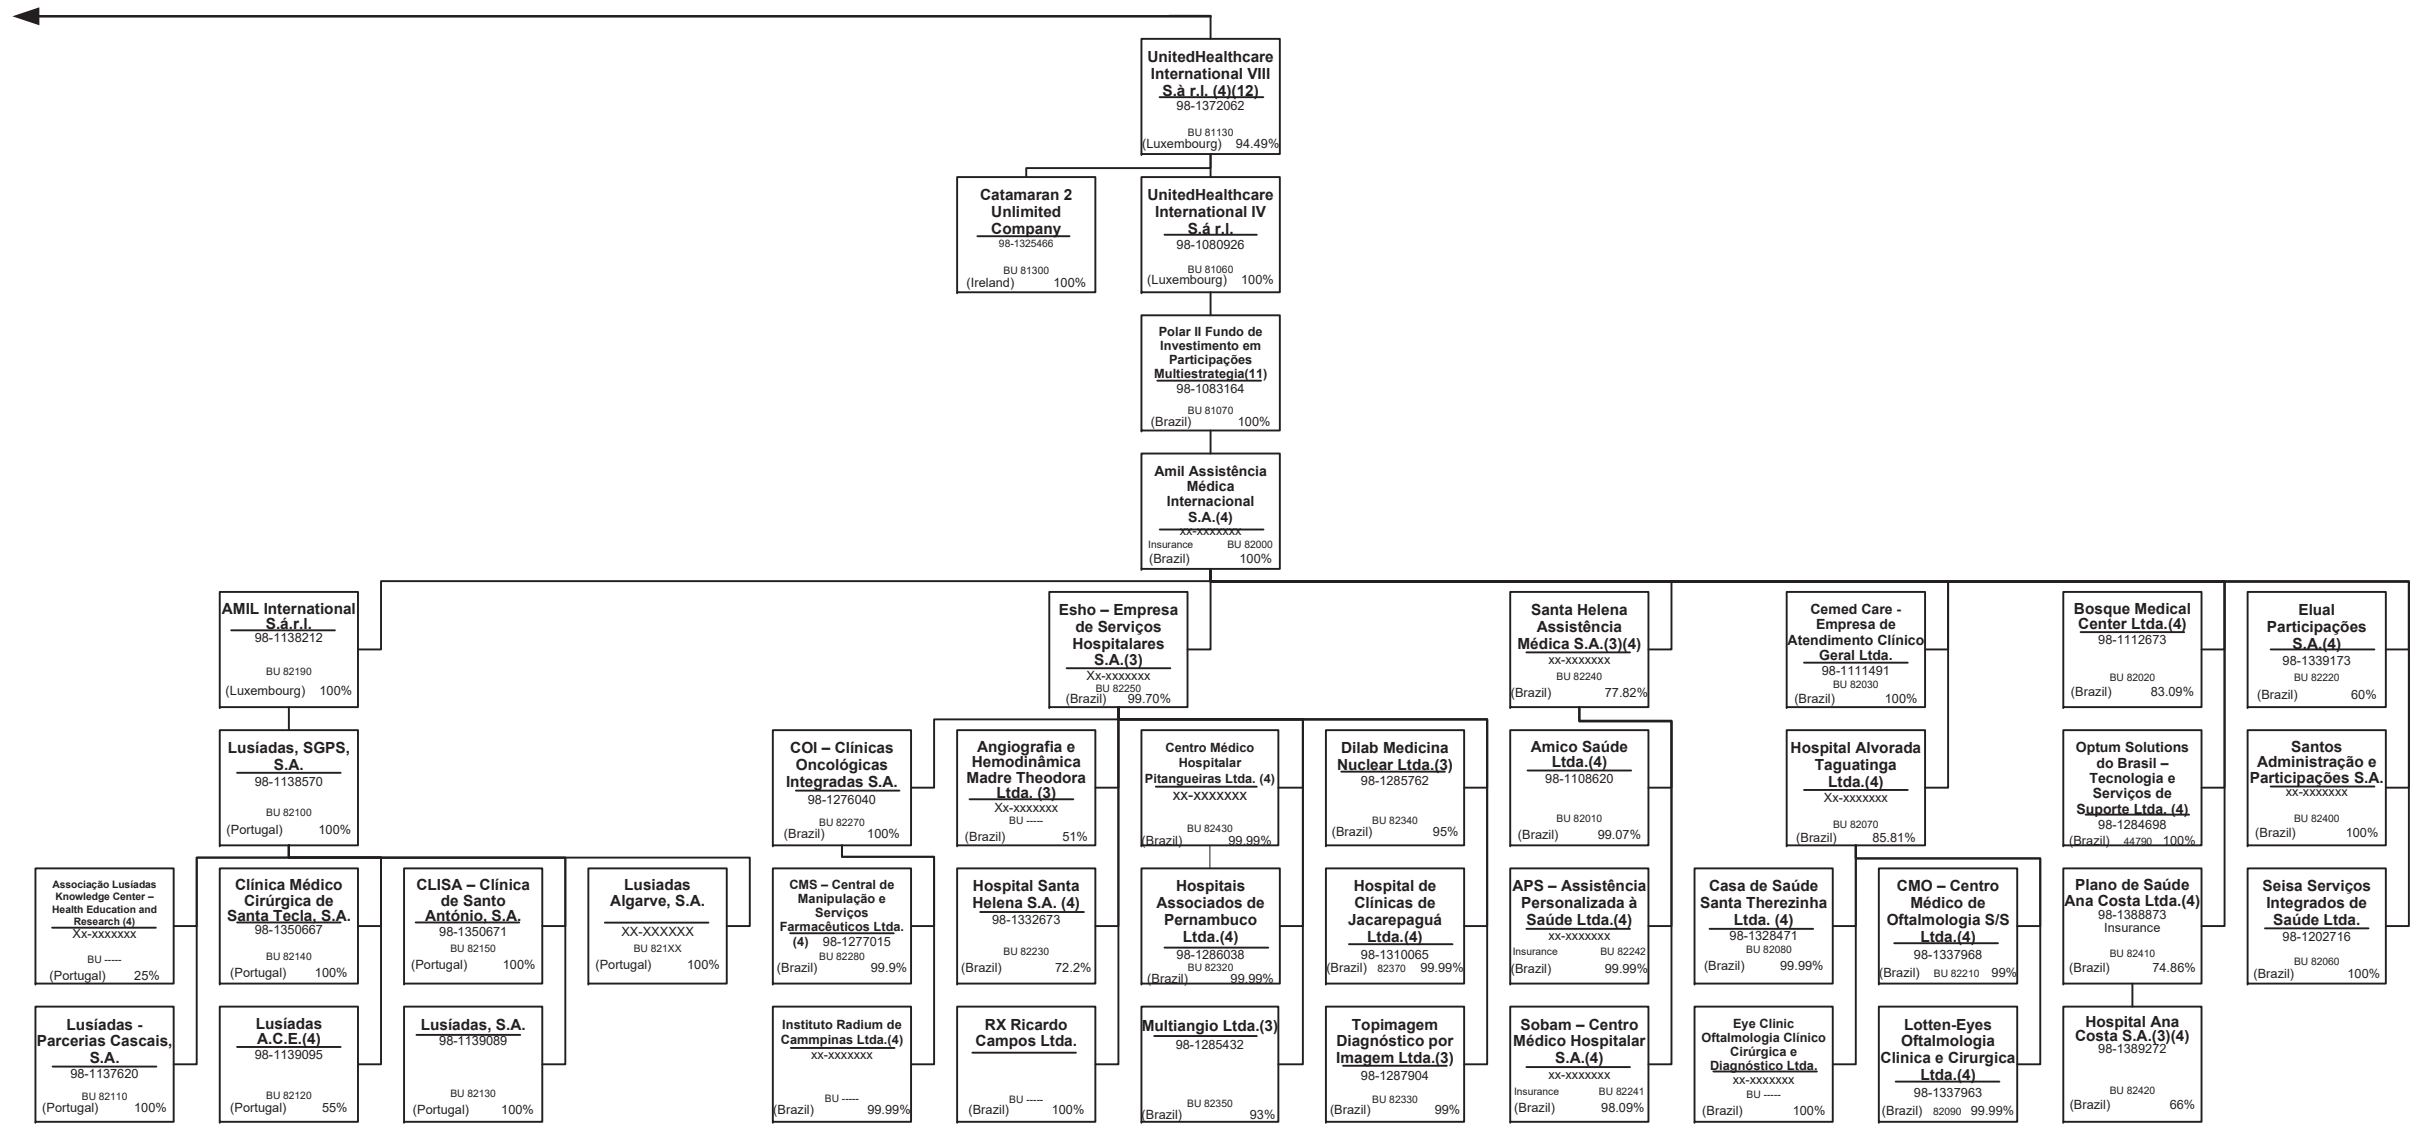 UnitedHealthcare
International VIII
S.à r.l. (4)(12)
98-1372062
BU 81130
(Luxembourg) 94.49%
Catamaran 2
Unlimited
Company
98-1325466
BU 81300
(Ireland) 100%
UnitedHealthcare
International IV
S.á r.l.
98-1080926
BU 81060
(Luxembourg) 100%
Polar II Fundo de
Investimento em
Participações
Multiestrategia(11)
98-1083164
BU 81070
(Brazil) 100%
Amil Assistência
Médica
Internacional
S.A.(4)
xx-xxxxxxx
Insurance BU 82000
(Brazil) 100%
AMIL International
S.á.r.l.
98-1138212
BU 82190
(Luxembourg) 100%
Esho – Empresa
de Serviços
Hospitalares
S.A.(3)
Xx-xxxxxxx
BU 82250
(Brazil) 99.70%
Santa Helena
Assistência
Médica S.A.(3)(4)
xx-xxxxxxx
BU 82240
(Brazil) 77.82%
Cemed Care -
Empresa de
Atendimento Clínico
Geral Ltda.
98-1111491
BU 82030
(Brazil) 100%
Bosque Medical
Center Ltda.(4)
98-1112673
BU 82020
(Brazil) 83.09%
Elual
Participações
S.A.(4)
98-1339173
BU 82220
(Brazil) 60%
Lusíadas, SGPS,
S.A.
98-1138570
BU 82100
(Portugal) 100%
COI – Clínicas
Oncológicas
Integradas S.A.
98-1276040
BU 82270
(Brazil) 100%
Angiografia e
Hemodinâmica
Madre Theodora
Ltda. (3)
Xx-xxxxxxx
BU -----
(Brazil) 51%
Centro Médico
Hospitalar
Pitangueiras Ltda. (4)
xx-xxxxxxx
BU 82430
(Brazil) 99.99%
Dilab Medicina
Nuclear Ltda.(3)
98-1285762
BU 82340
(Brazil) 95%
Amico Saúde
Ltda.(4)
98-1108620
BU 82010
(Brazil) 99.07%
Hospital Alvorada
Taguatinga
Ltda.(4)
Xx-xxxxxxx
BU 82070
(Brazil) 85.81%
Optum Solutions
do Brasil –
Tecnologia e
Serviços de
Suporte Ltda. (4)
98-1284698
(Brazil) 44790 100%
Santos
Administração e
Participações S.A.
xx-xxxxxxx
BU 82400
(Brazil) 100%
Associação Lusíadas
Knowledge Center –
Health Education and
Research (4)
Xx-xxxxxxx
BU -----
(Portugal) 25%
Clínica Médico
Cirúrgica de
Santa Tecla, S.A.
98-1350667
BU 82140
(Portugal) 100%
CLISA – Clínica
de Santo
António, S.A.
98-1350671
BU 82150
(Portugal) 100%
Lusiadas
Algarve, S.A.
XX-XXXXXX
BU 821XX
(Portugal) 100%
CMS – Central de
Manipulação e
Serviços
Farmacêuticos Ltda.
(4) 98-1277015
BU 82280
(Brazil) 99.9%
Hospital Santa
Helena S.A. (4)
98-1332673
BU 82230
(Brazil) 72.2%
Hospitais
Associados de
Pernambuco
Ltda.(4)
98-1286038
BU 82320
(Brazil) 99.99%
Hospital de
Clínicas de
Jacarepaguá
Ltda.(4)
98-1310065
(Brazil) 82370 99.99%
APS – Assistência
Personalizada à
Saúde Ltda.(4)
xx-xxxxxxx
Insurance BU 82242
(Brazil) 99.99%
Casa de Saúde
Santa Therezinha
Ltda. (4)
98-1328471
BU 82080
(Brazil) 99.99%
CMO – Centro
Médico de
Oftalmologia S/S
Ltda.(4)
98-1337968
(Brazil) BU 82210 99%
Plano de Saúde
Ana Costa Ltda.(4)
98-1388873
Insurance
BU 82410
(Brazil) 74.86%
Seisa Serviços
Integrados de
Saúde Ltda.
98-1202716
BU 82060
(Brazil) 100%
Lusíadas -
Parcerias Cascais,
S.A.
98-1137620
BU 82110
(Portugal) 100%
Lusíadas
A.C.E.(4)
98-1139095
BU 82120
(Portugal) 55%
Lusíadas, S.A.
98-1139089
BU 82130
(Portugal) 100%
Instituto Radium de
Cammpinas Ltda.(4)
xx-xxxxxxx
BU -----
(Brazil) 99.99%
RX Ricardo
Campos Ltda.
BU -----
(Brazil) 100%
Multiangio Ltda.(3)
98-1285432
BU 82350
(Brazil) 93%
Topimagem
Diagnóstico por
Imagem Ltda.(3)
98-1287904
BU 82330
(Brazil) 99%
Sobam – Centro
Médico Hospitalar
S.A.(4)
xx-xxxxxxx
Insurance BU 82241
(Brazil) 98.09%
Eye Clinic
Oftalmologia Clínico
Cirúrgica e
Diagnóstico Ltda.
xx-xxxxxxx
BU -----
(Brazil) 100%
Lotten-Eyes
Oftalmologia
Clinica e Cirurgica
Ltda.(4)
98-1337963
(Brazil) 82090 99.99%
Hospital Ana
Costa S.A.(3)(4)
98-1389272
BU 82420
(Brazil) 66%